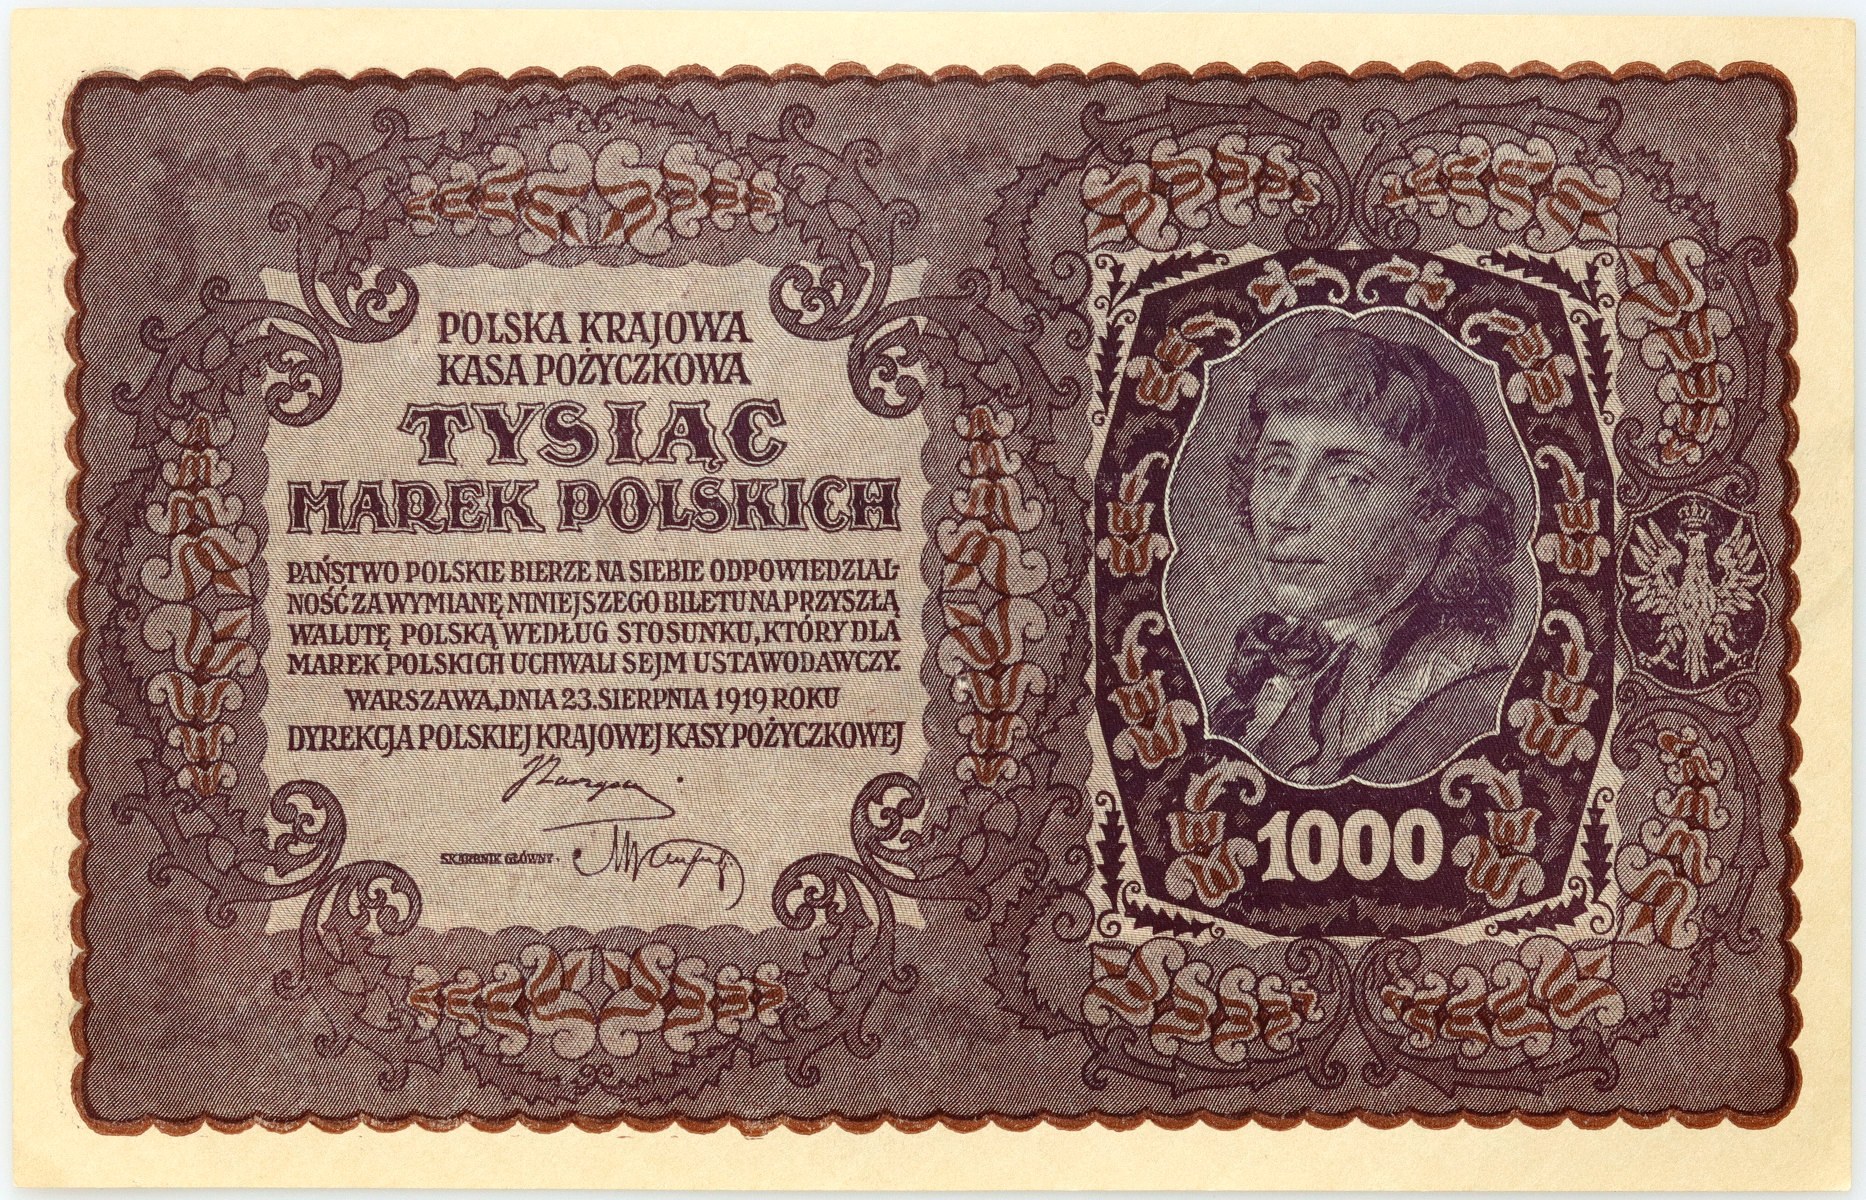 POLSKA KRAJOWA
KASA POŻYCZKOWA
TYSIĄC
MAREK POLSKICH
PAŃSTWO POLSKIE BIERZE NA SIEBIE ODPOWIEDZIAL-
NOŚĆ ZA WYMIANĘ NINIEJSZEGO BILETU NA PRZYSZŁĄ
WALUTĘ POLSKĄ WEDŁUG STOSUNKU, KTÓRY DLA
MAREK POLSKICH UCHWALI SEJM USTAWODAWCZY.
WARSZAWA, DNIA 23. SIERPNIA 1919 ROKU
DYREKCJA POLSKIEJ KRAJOWEJ KASY POŻYCZKOWEJ
SKARBNIK GŁÓWNY.
1000